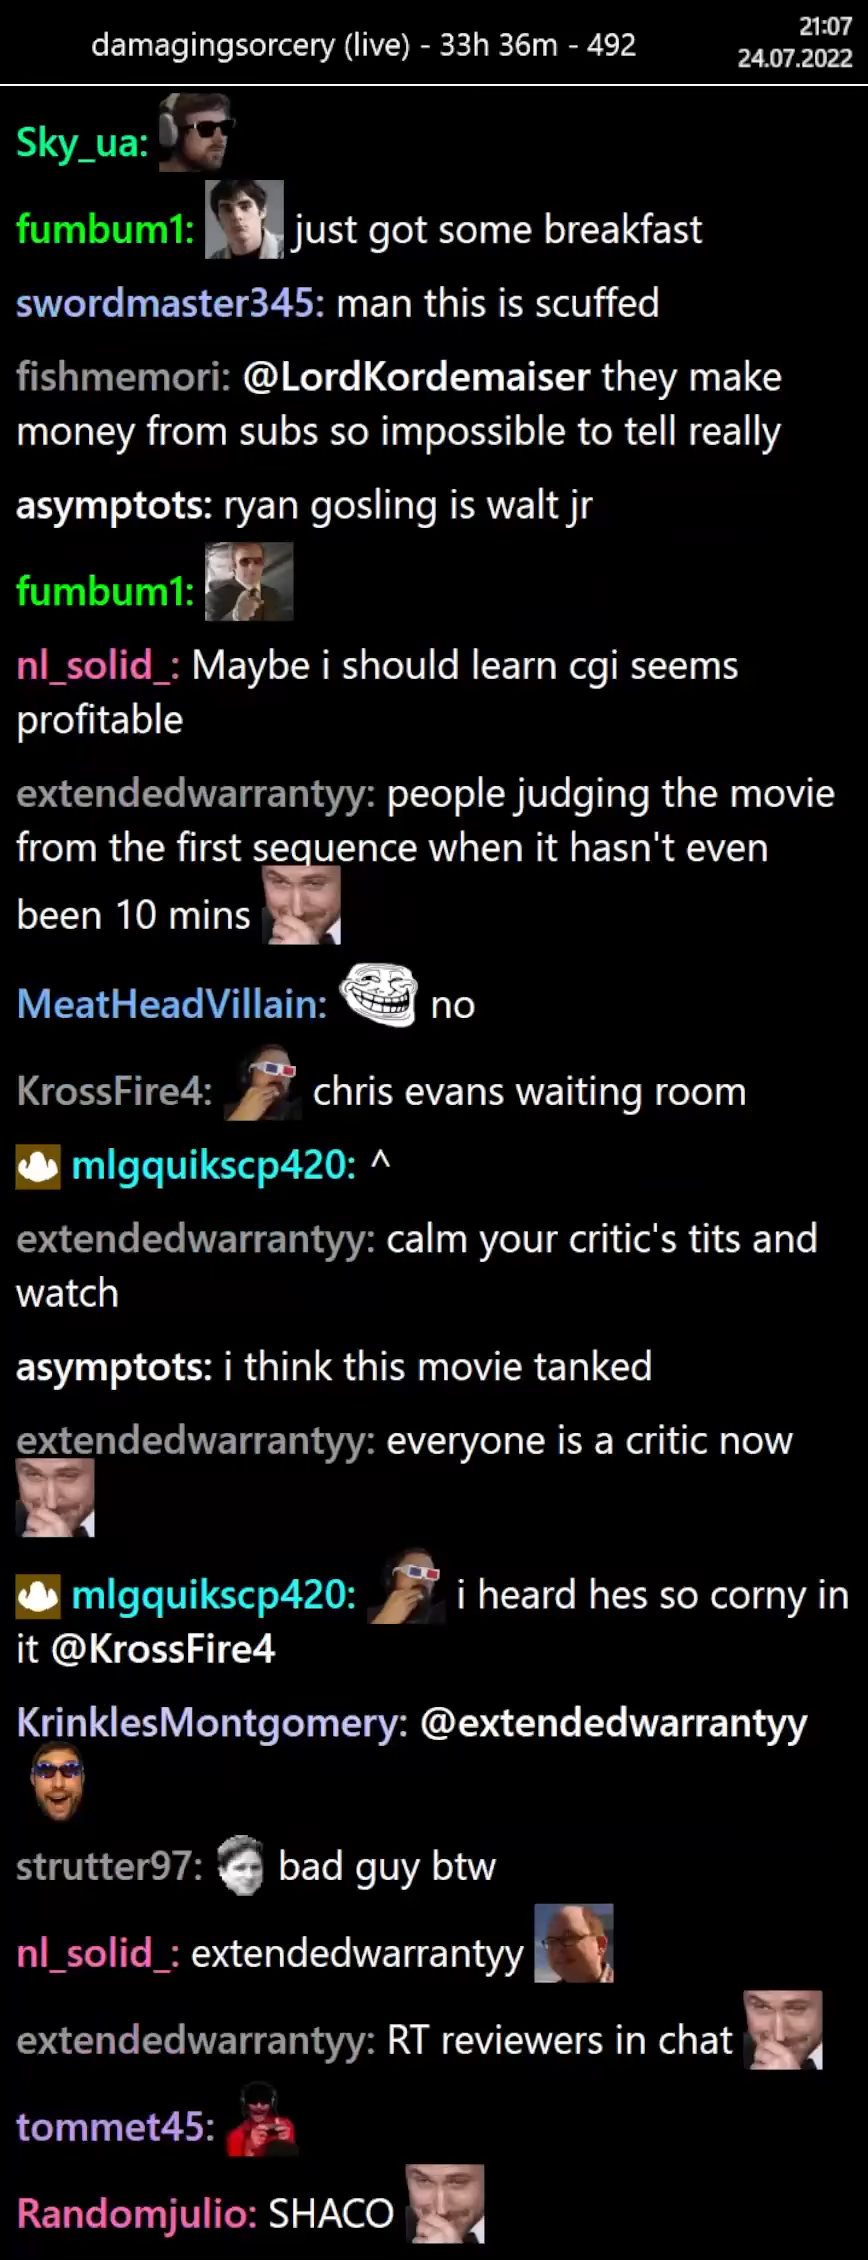 damagingsorcery (live) - 33h 36m - 492
21:07
24.07.2022
Sky_ua:
fumbum1: just got some breakfast
swordmaster345: man this is scuffed
fishmemori: @LordKordemaiser they make
money from subs so impossible to tell really
asymptots: ryan gosling is walt jr
fumbum1:
nl_solid_: Maybe i should learn cgi seems
profitable
extendedwarrantyy: people judging the movie
from the first sequence when it hasn't even
been 10 mins
MeatHeadVillain: no
KrossFire4: chris evans waiting room
mlgquikscp420: ^
extendedwarrantyy: calm your critic's tits and
watch
asymptots: i think this movie tanked
extendedwarrantyy: everyone is a critic now
mlgquikscp420: i heard hes so corny in
it @KrossFire4
KrinklesMontgomery: @extendedwarrantyy
strutter97: bad guy btw
nl_solid_: extendedwarrantyy
extendedwarrantyy: RT reviewers in chat
tommet45:
Randomjulio: SHACO